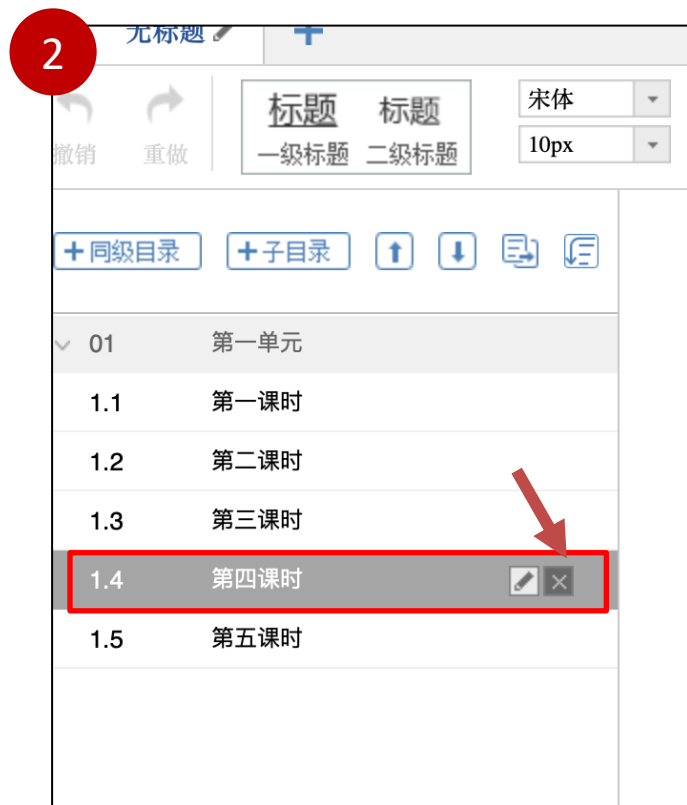 2
无标题
撤销 重做
标题 标题
一级标题 二级标题
宋体
10px
同级目录 子目录
01 第一单元
1.1 第一课时
1.2 第二课时
1.3 第三课时
1.4 第四课时
1.5 第五课时